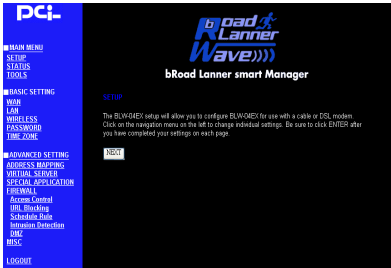 PCi
bRoad
Lanner
Wave))))
bRoad Lanner smart Manager
■MAIN MENU
SETUP
STATUS
TOOLS
■BASIC SETTING
WAN
LAN
WIRELESS
PASSWORD
TIME ZONE
■ADVANCED SETTING
ADDRESS MAPPING
VIRTUAL SERVER
SPECIAL APPLICATION
FIREWALL
Access Control
URL Blocking
Schedule Rule
Intrusion Detection
DMZ
MISC
LOGOUT
SETUP
The BLW-04EX setup will allow you to configure BLW-04EX for use with a cable or DSL modem.
Click on the navigation menu on the left to change individual settings. Be sure to click ENTER after
you have completed your settings on each page.
NEXT